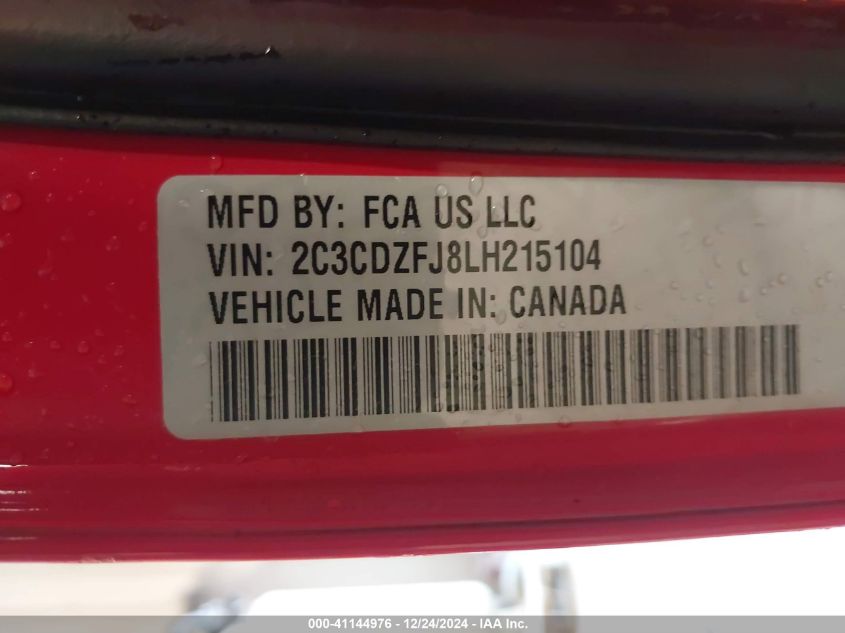 MFD BY: FCA US LLC
VIN: 2C3CDZFJ8LH215104
VEHICLE MADE IN: CANADA
000-41144976 / 12/24/2024 - IAA Inc.